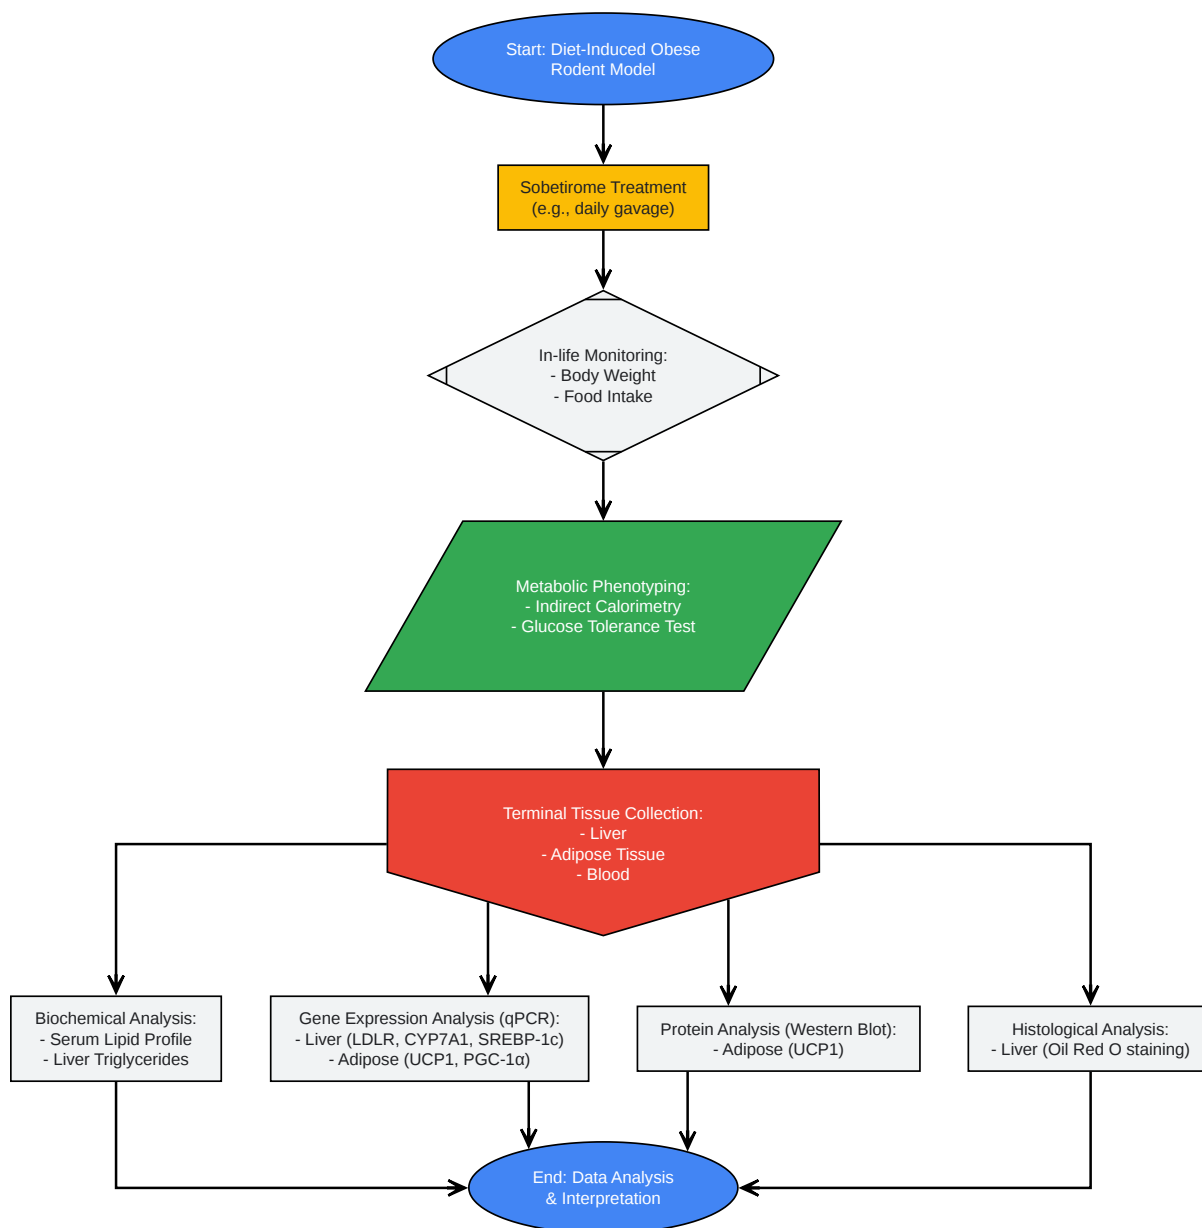 Start: Diet-Induced Obese
Rodent Model
Sobetirome Treatment
(e.g., daily gavage)
In-life Monitoring:
- Body Weight
- Food Intake
Metabolic Phenotyping:
- Indirect Calorimetry
- Glucose Tolerance Test
Terminal Tissue Collection:
- Liver
- Adipose Tissue
- Blood
Biochemical Analysis:
- Serum Lipid Profile
- Liver Triglycerides
Gene Expression Analysis (qPCR):
- Liver (LDLR, CYP7A1, SREBP-1c)
- Adipose (UCP1, PGC-1α)
Protein Analysis (Western Blot):
- Adipose (UCP1)
Histological Analysis:
- Liver (Oil Red O staining)
End: Data Analysis
& Interpretation